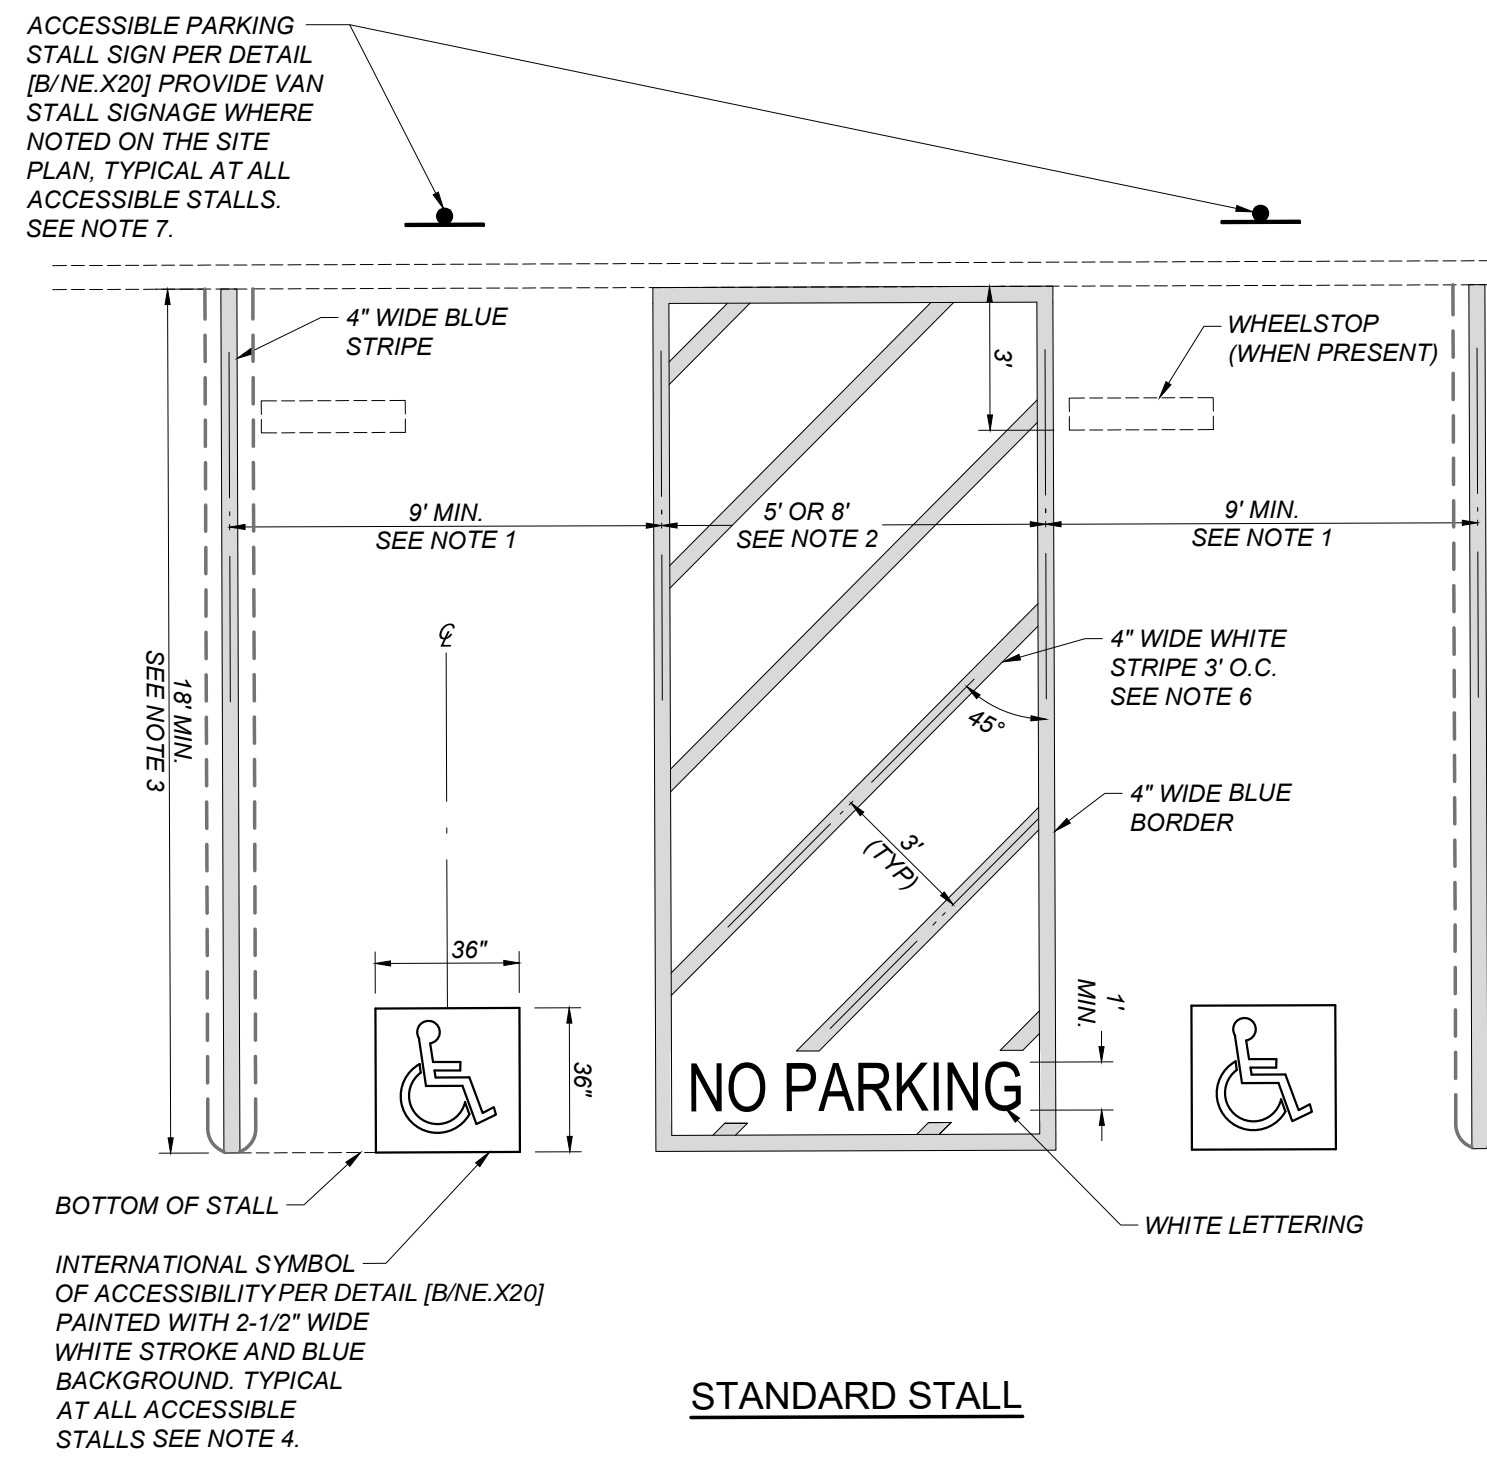 ACCESSIBLE PARKING
STALL SIGN PER DETAIL
[B/NE.X20] PROVIDE VAN
STALL SIGNAGE WHERE
NOTED ON THE SITE
PLAN, TYPICAL AT ALL
ACCESSIBLE STALLS.
SEE NOTE 7.
4" WIDE BLUE
STRIPE
3'
WHEELSTOP
(WHEN PRESENT)
9' MIN.
SEE NOTE 1
5' OR 8'
SEE NOTE 2
9' MIN.
SEE NOTE 1
℄
18' MIN.
SEE NOTE 3
4" WIDE WHITE
STRIPE 3' O.C.
SEE NOTE 6
45°
4" WIDE BLUE
BORDER
3'
(TYP)
36"
36"
1'
MIN.
NO PARKING
BOTTOM OF STALL
WHITE LETTERING
INTERNATIONAL SYMBOL
OF ACCESSIBILITY PER DETAIL [B/NE.X20]
PAINTED WITH 2-1/2" WIDE
WHITE STROKE AND BLUE
BACKGROUND. TYPICAL
AT ALL ACCESSIBLE
STALLS SEE NOTE 4.
STANDARD STALL